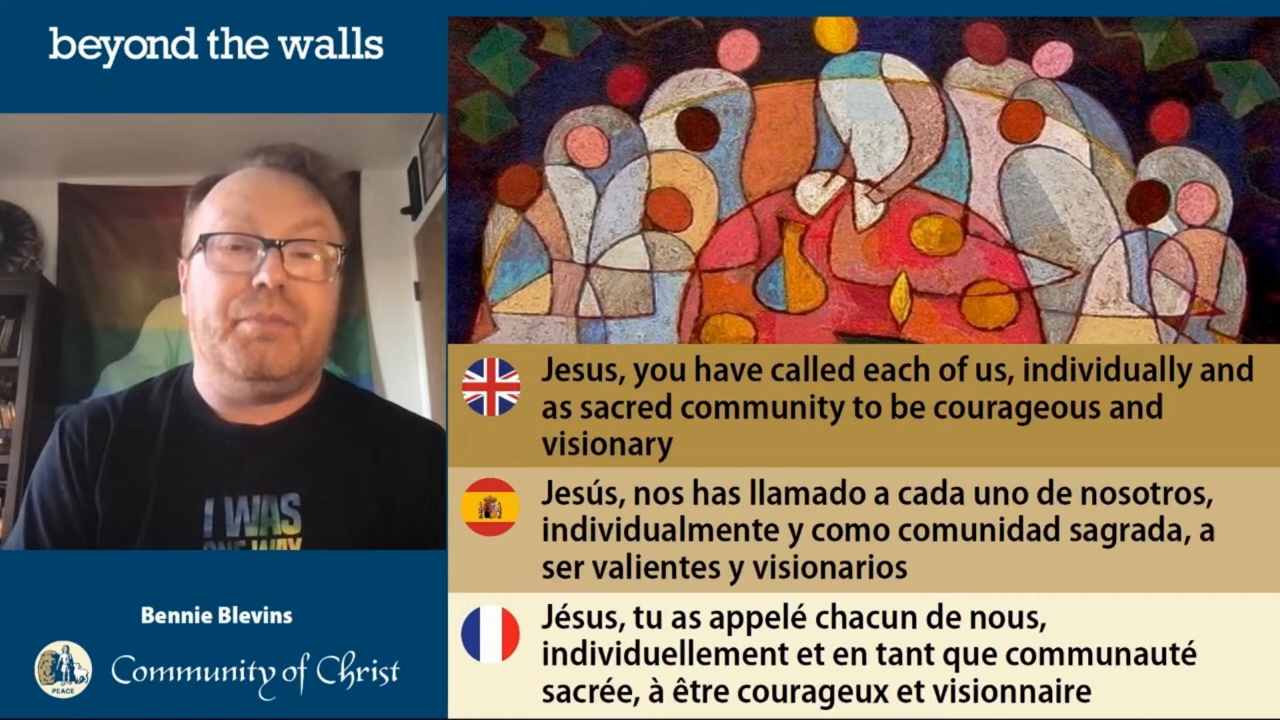 beyond the walls
I WAS
ONE WAY
Bennie Blevins
PEACE
Community of Christ
Jesus, you have called each of us, individually and
as sacred community to be courageous and
visionary
Jesús, nos has llamado a cada uno de nosotros,
individualmente y como comunidad sagrada, a
ser valientes y visionarios
Jésus, tu as appelé chacun de nous,
individuellement et en tant que communauté
sacrée, à être courageux et visionnaire